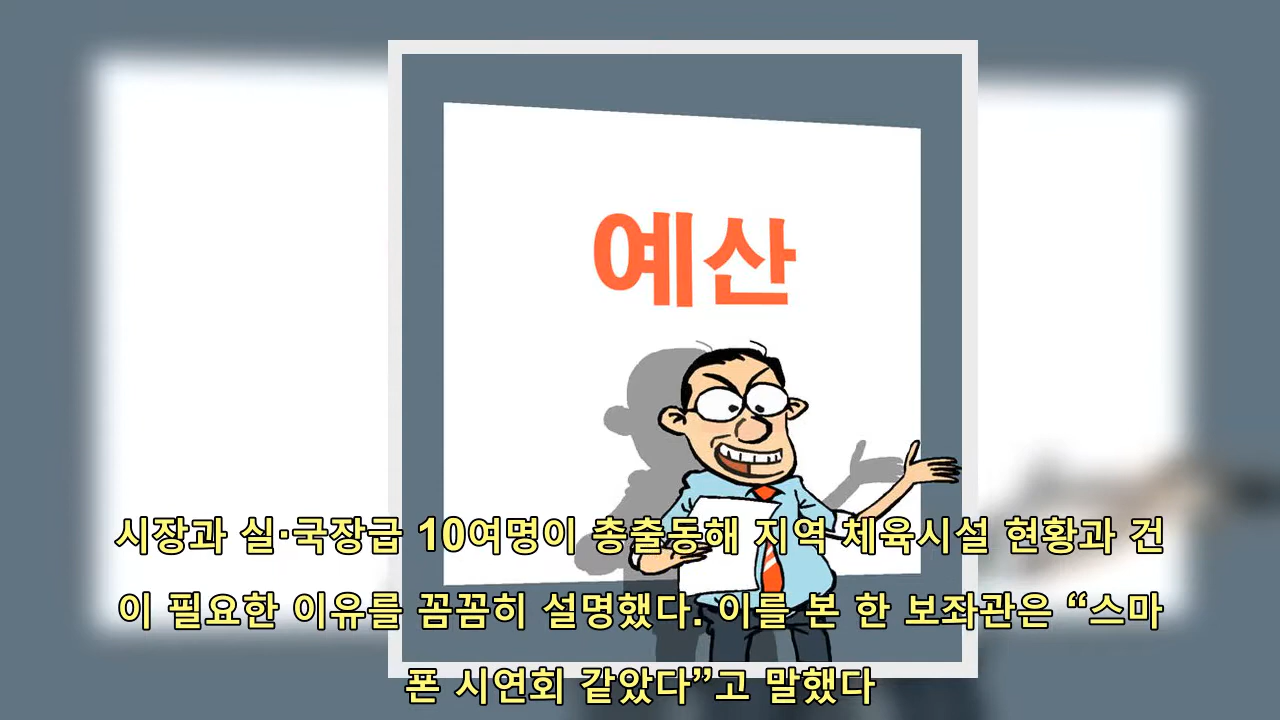 예산
시장과 실·국장급 10여명이 총출동해 지역 체육시설 현황과 건
이 필요한 이유를 꼼꼼히 설명했다. 이를 본 한 보좌관은 “스마
폰 시연회 같았다”고 말했다